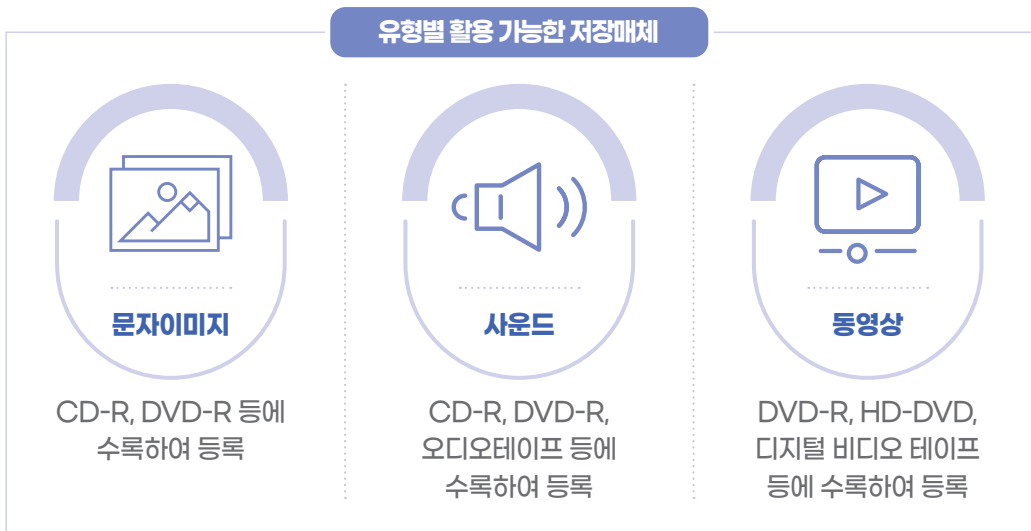 유형별 활용 가능한 저장매체
문자이미지
CD-R, DVD-R 등에
수록하여 등록
사운드
CD-R, DVD-R,
오디오테이프 등에
수록하여 등록
동영상
DVD-R, HD-DVD,
디지털 비디오 테이프
등에 수록하여 등록